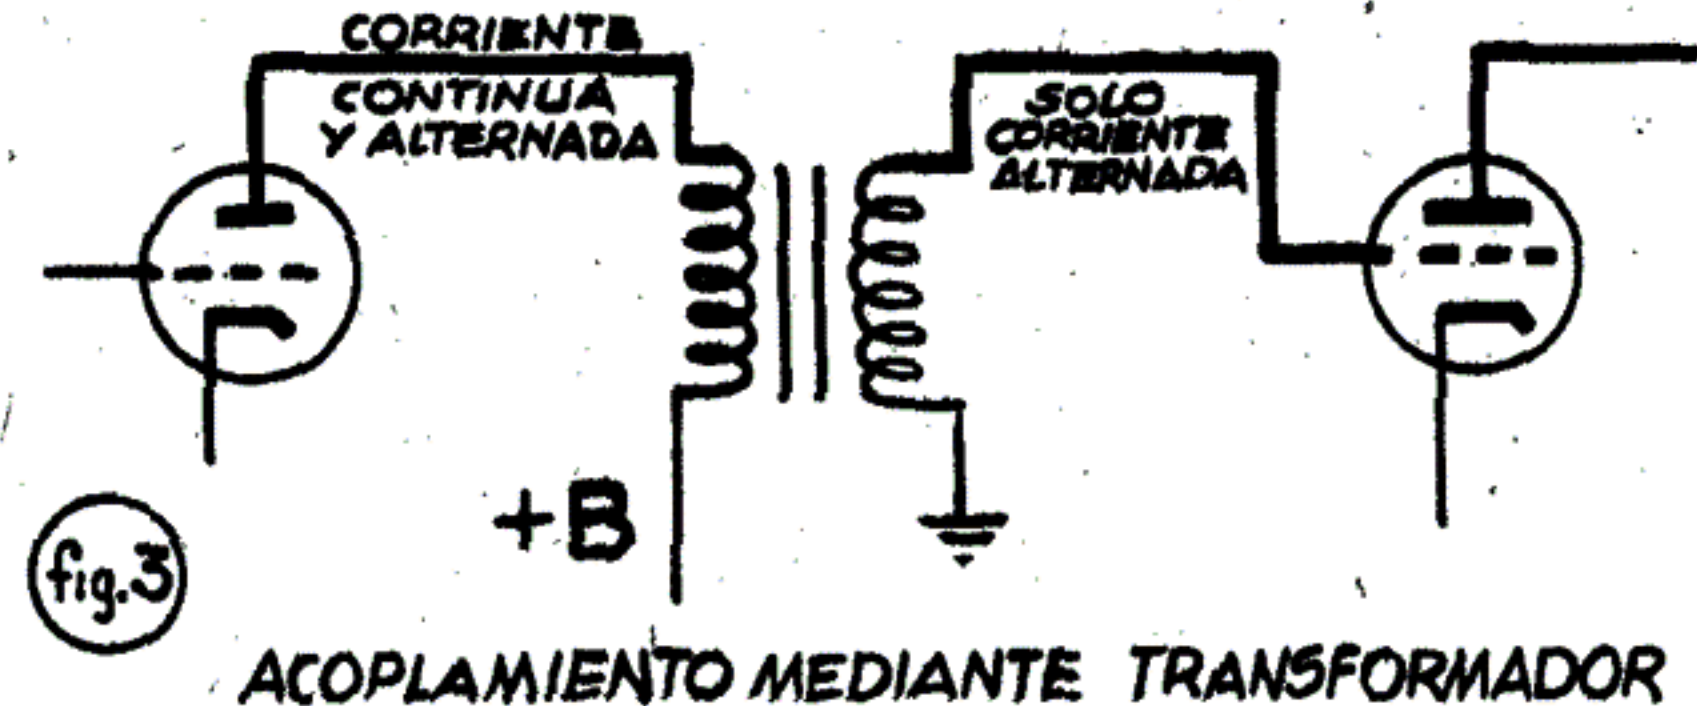 CORRIENTE
CONTINUA
Y ALTERNADA
SOLO
CORRIENTE
ALTERNADA
+B
fig.3
ACOPLAMIENTO MEDIANTE TRANSFORMADOR